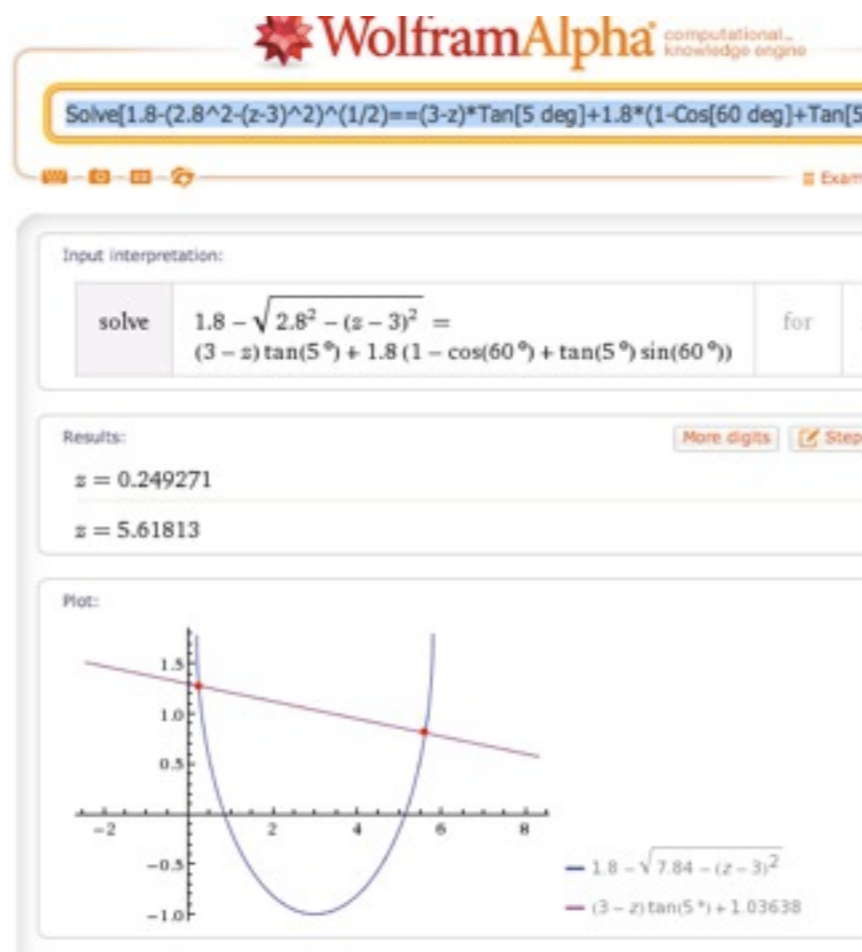 WolframAlpha computational knowledge engine
Solve[1.8-(2.8^2-(z-3)^2)^(1/2)==(3-z)*Tan[5 deg]+1.8*(1-Cos[60 deg]+Tan[5
Exam
Input interpretation:
solve 1.8 − √2.8² − (z − 3)² = for
(3 − z) tan(5°) + 1.8 (1 − cos(60°) + tan(5°) sin(60°))
Results: More digits Step
z = 0.249271
z = 5.61813
Plot:
1.5
1.0
0.5
−2 2 4 6 8
−0.5
−1.0
1.8 − √7.84 − (z − 3)²
(3 − z) tan(5°) + 1.03638